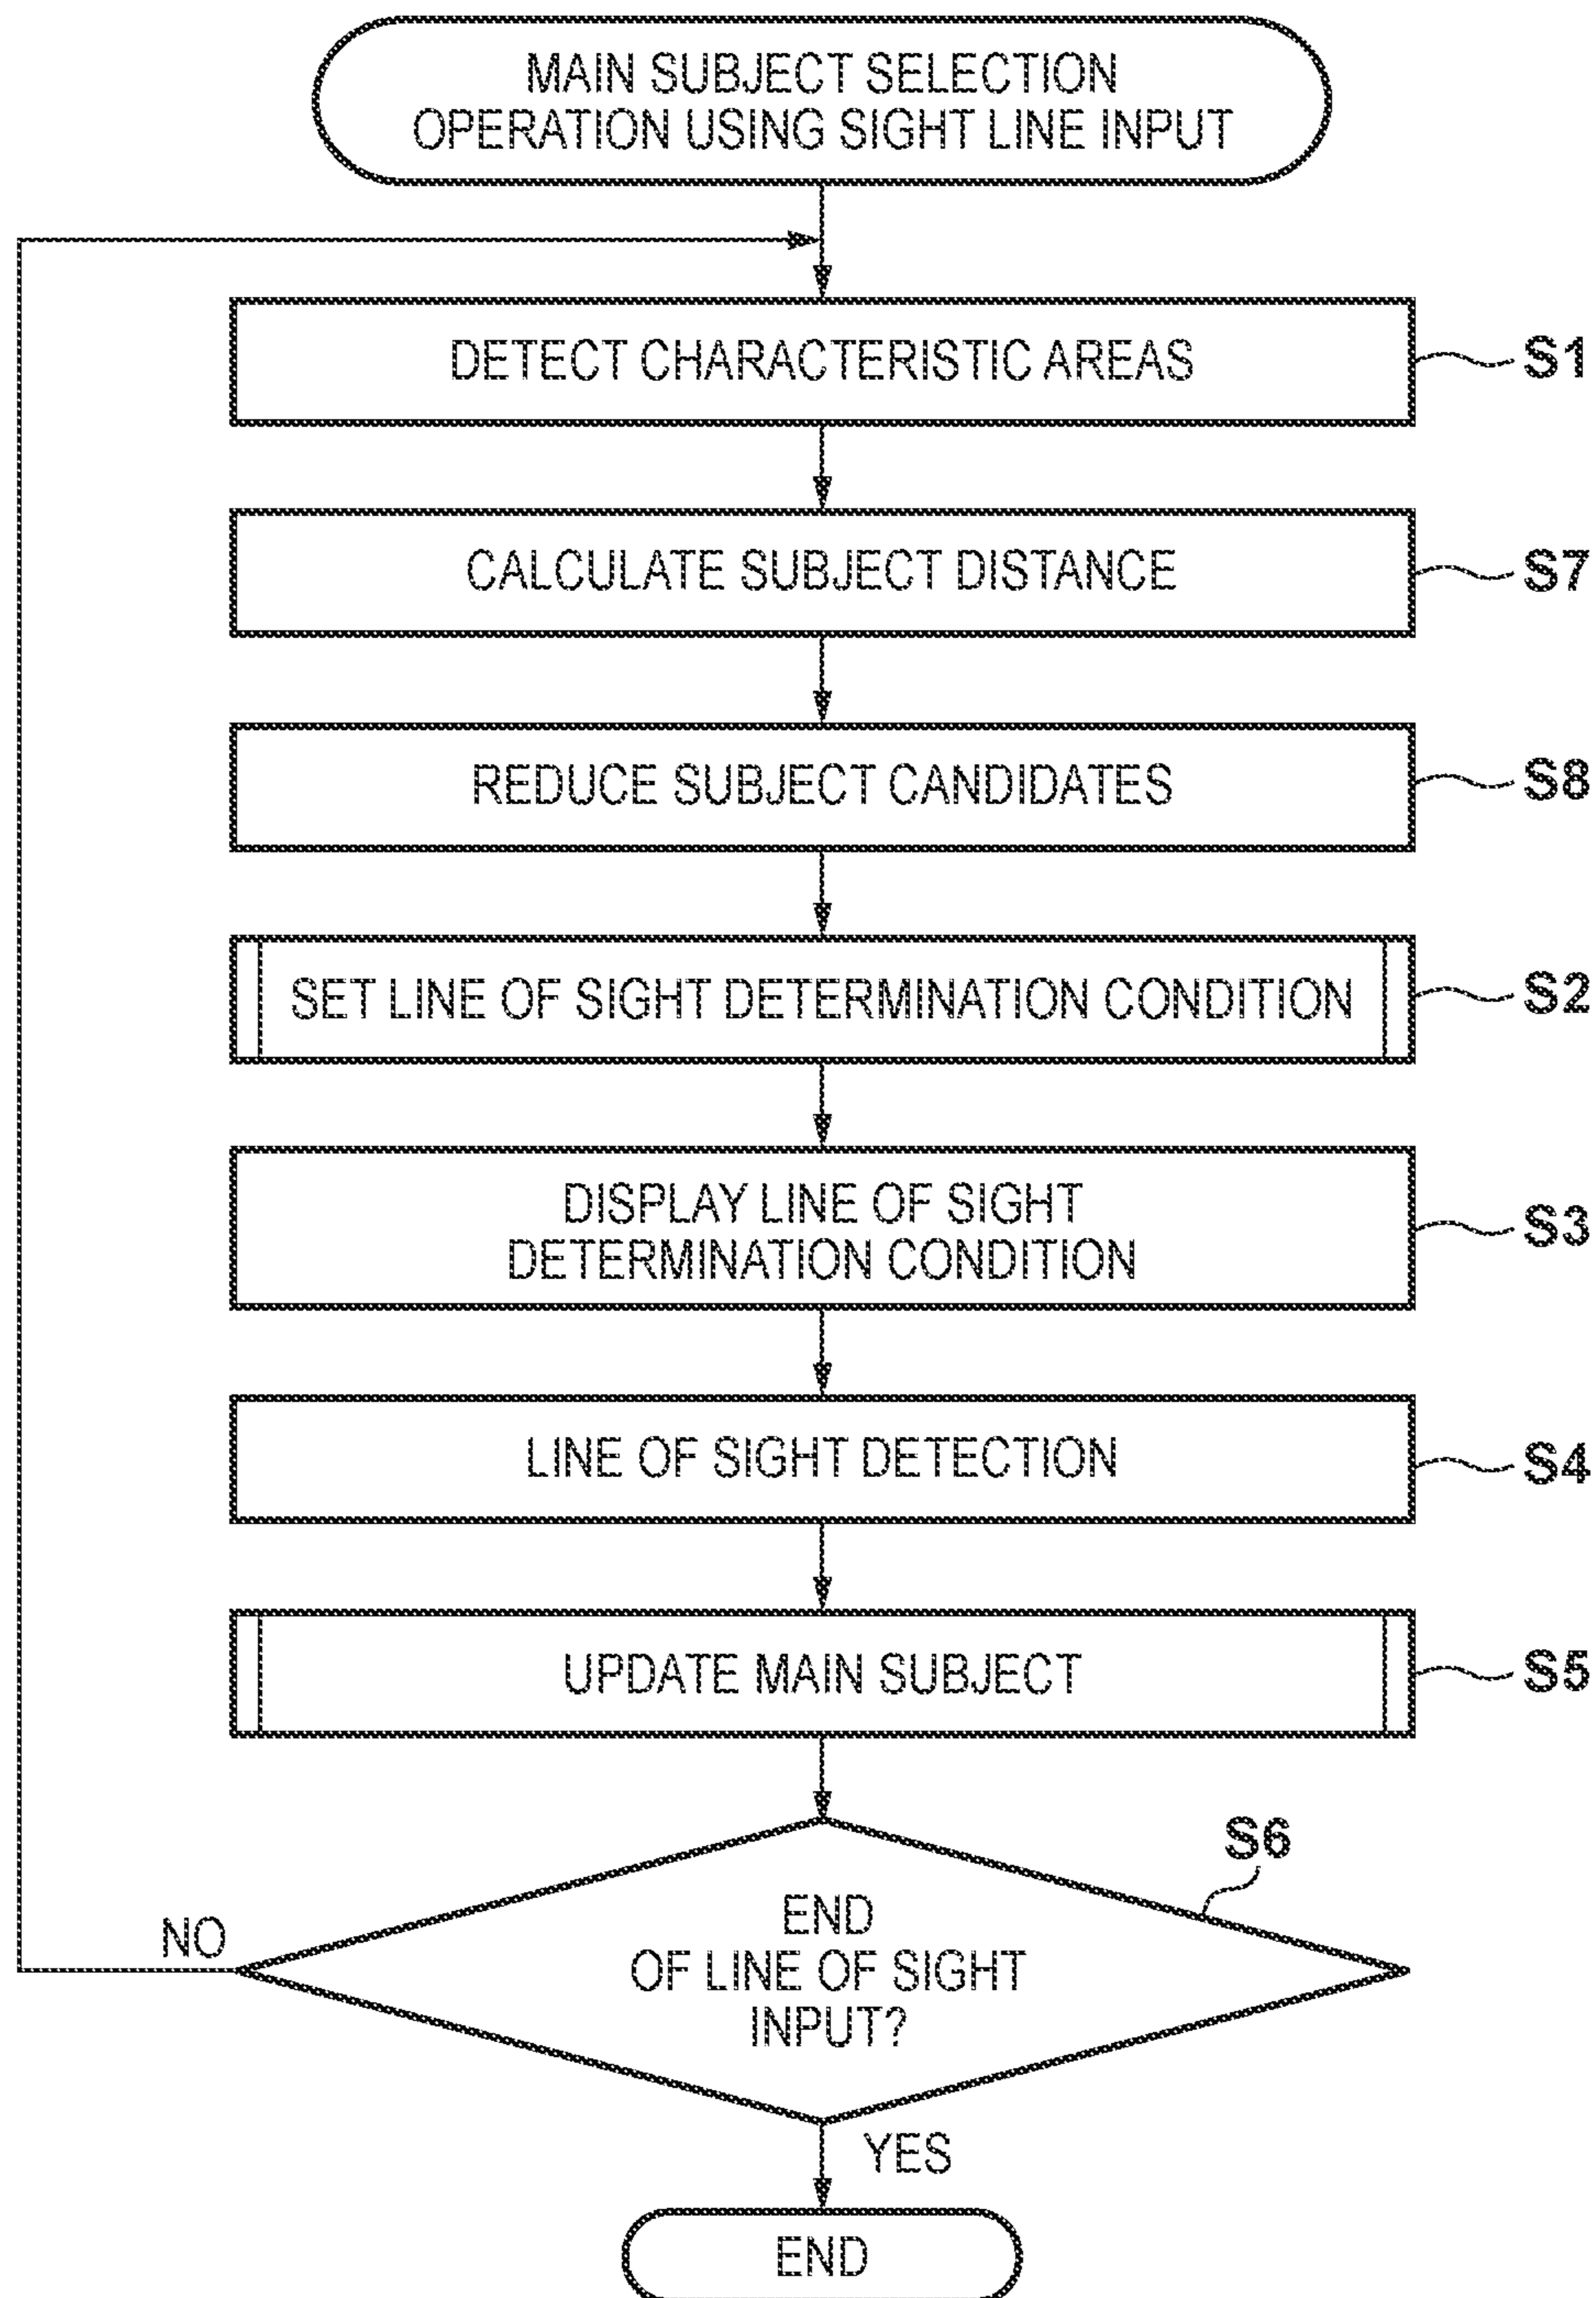 MAIN SUBJECT SELECTION
OPERATION USING SIGHT LINE INPUT
DETECT CHARACTERISTIC AREAS
S1
CALCULATE SUBJECT DISTANCE
S7
REDUCE SUBJECT CANDIDATES
S8
SET LINE OF SIGHT DETERMINATION CONDITION
S2
DISPLAY LINE OF SIGHT
DETERMINATION CONDITION
S3
LINE OF SIGHT DETECTION
S4
UPDATE MAIN SUBJECT
S5
S6
END
OF LINE OF SIGHT
INPUT?
NO
YES
END